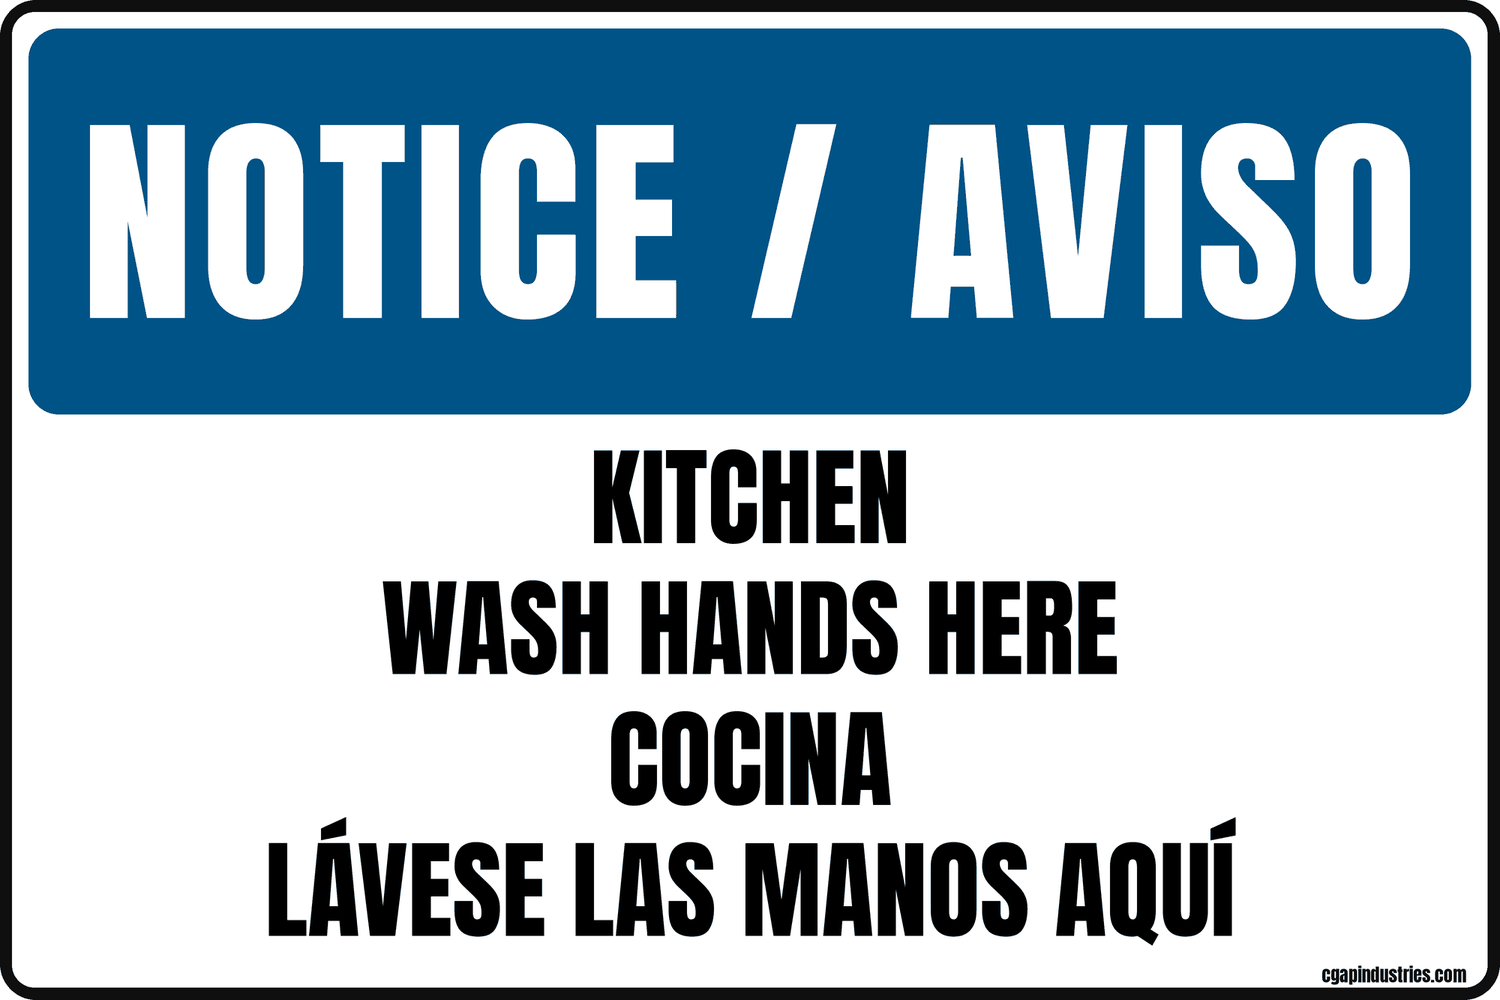 NOTICE / AVISO
KITCHEN
WASH HANDS HERE
COCINA
LÁVESE LAS MANOS AQUÍ
cgapindustries.com